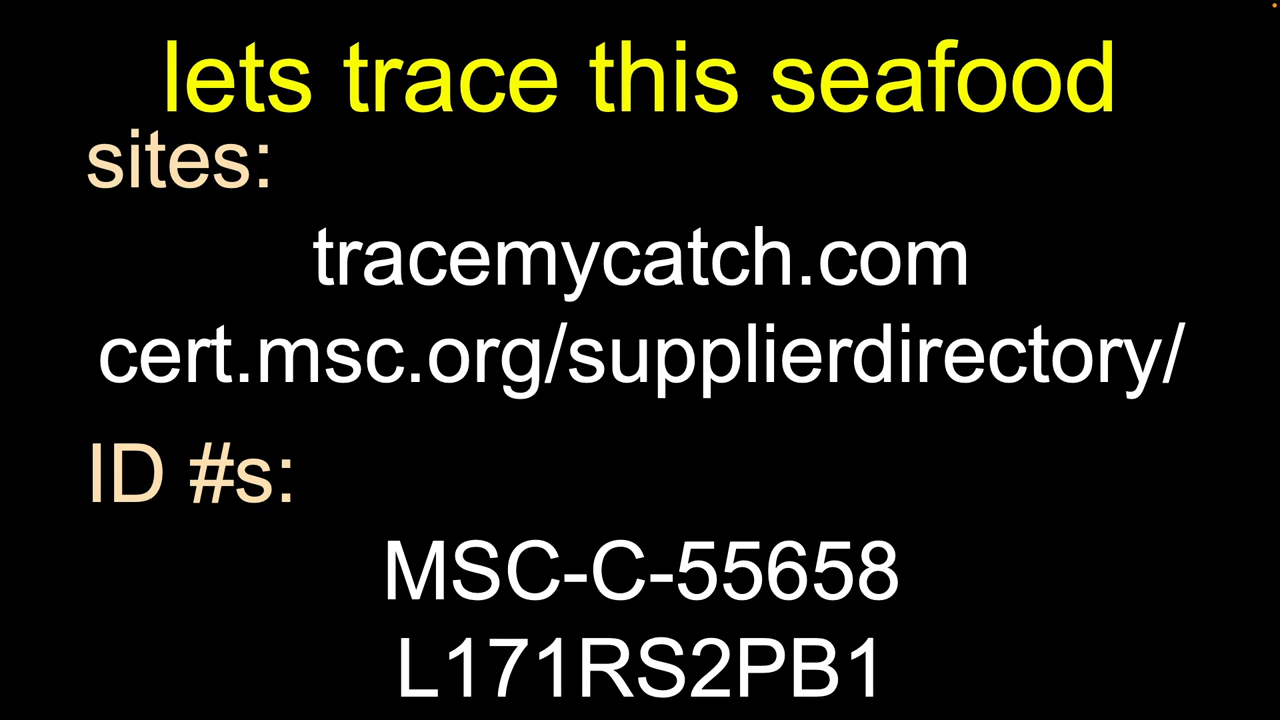 lets trace this seafood
sites:
tracemycatch.com
cert.msc.org/supplierdirectory/
ID #s:
MSC-C-55658
L171RS2PB1